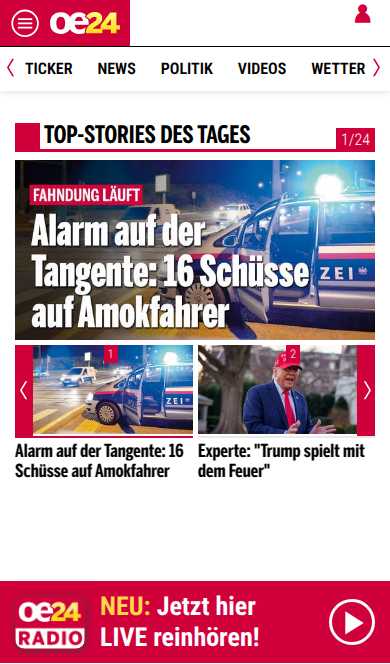 oe24
TICKER NEWS POLITIK VIDEOS WETTER
TOP-STORIES DES TAGES
1/24
FAHNDUNG LÄUFT
Alarm auf der
Tangente: 16 Schüsse
auf Amokfahrer
ZEI
1
ZEI
2
Alarm auf der Tangente: 16
Schüsse auf Amokfahrer
Experte: "Trump spielt mit
dem Feuer"
oe24
RADIO
NEU: Jetzt hier
LIVE reinhören!